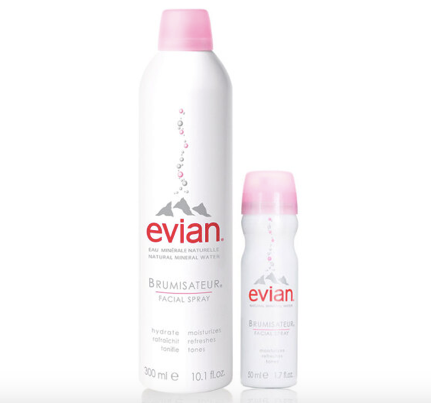 evian.
EAU MINÉRALE NATURELLE
NATURAL MINERAL WATER
BRUMISATEUR®
FACIAL SPRAY
hydrate moisturizes
rafraîchit refreshes
tonifie tones
300 ml e 10.1 fl.oz.
evian.
BRUMISATEUR
FACIAL SPRAY
50 ml e 1.7 fl.oz.